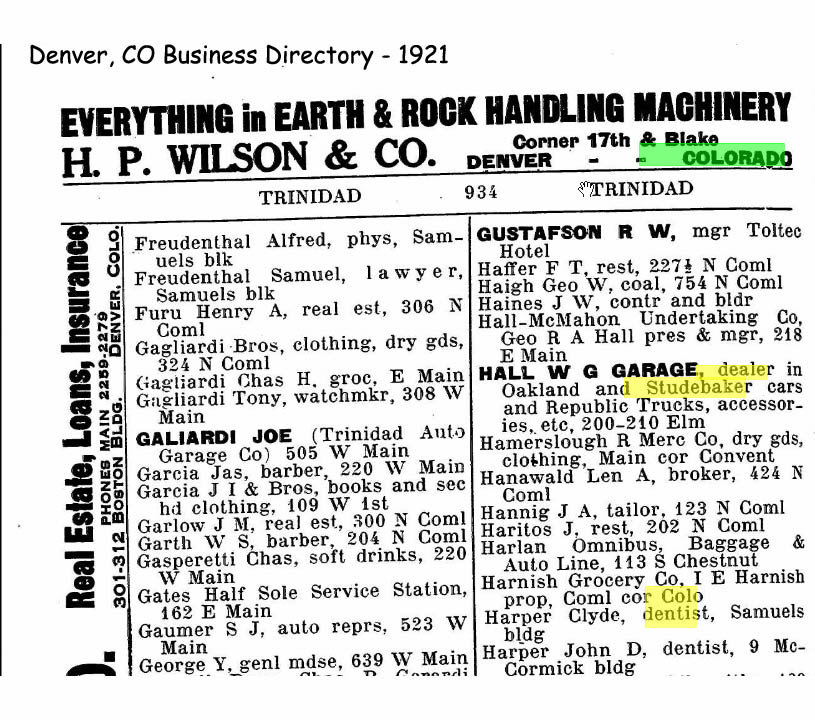 Denver, CO Business Directory - 1921
EVERYTHING in EARTH & ROCK HANDLING MACHINERY
H. P. WILSON & CO. Corner 17th & Blake
DENVER - - COLORADO
TRINIDAD 934 TRINIDAD
Real Estate, Loans, Insurance
PHONES MAIN 2259-2279
301-312 BOSTON BLDG. DENVER, COLO.
Freudenthal Alfred, phys, Sam-
uels blk
Freudenthal Samuel, lawyer,
Samuels blk
Furu Henry A, real est, 306 N
Coml
Gagliardi Bros, clothing, dry gds,
324 N Coml
Gagliardi Chas H, groc, E Main
Gagliardi Tony, watchmkr, 308 W
Main
GALIARDI JOE (Trinidad Auto
Garage Co) 505 W Main
Garcia Jas, barber, 220 W Main
Garcia J I & Bros, books and sec
hd clothing, 109 W 1st
Garlow J M, real est, 300 N Coml
Garth W S, barber, 204 N Coml
Gasperetti Chas, soft drinks, 220
W Main
Gates Half Sole Service Station,
162 E Main
Gaumer S J, auto reprs, 523 W
Main
George Y, genl mdse, 639 W Main
GUSTAFSON R W, mgr Toltec
Hotel
Haffer F T, rest, 227½ N Coml
Haigh Geo W, coal, 754 N Coml
Haines J W, contr and bldr
Hall-McMahon Undertaking Co,
Geo R A Hall pres & mgr, 218
E Main
HALL W G GARAGE, dealer in
Oakland and Studebaker cars
and Republic Trucks, accessor-
ies, etc, 200-210 Elm
Hamerslough R Merc Co, dry gds,
clothing, Main cor Convent
Hanawald Len A, broker, 424 N
Coml
Hannig J A, tailor, 123 N Coml
Haritos J, rest, 202 N Coml
Harlan Omnibus, Baggage &
Auto Line, 113 S Chestnut
Harnish Grocery Co, I E Harnish
prop, Coml cor Colo
Harper Clyde, dentist, Samuels
bldg
Harper John D, dentist, 9 Mc-
Cormick bldg